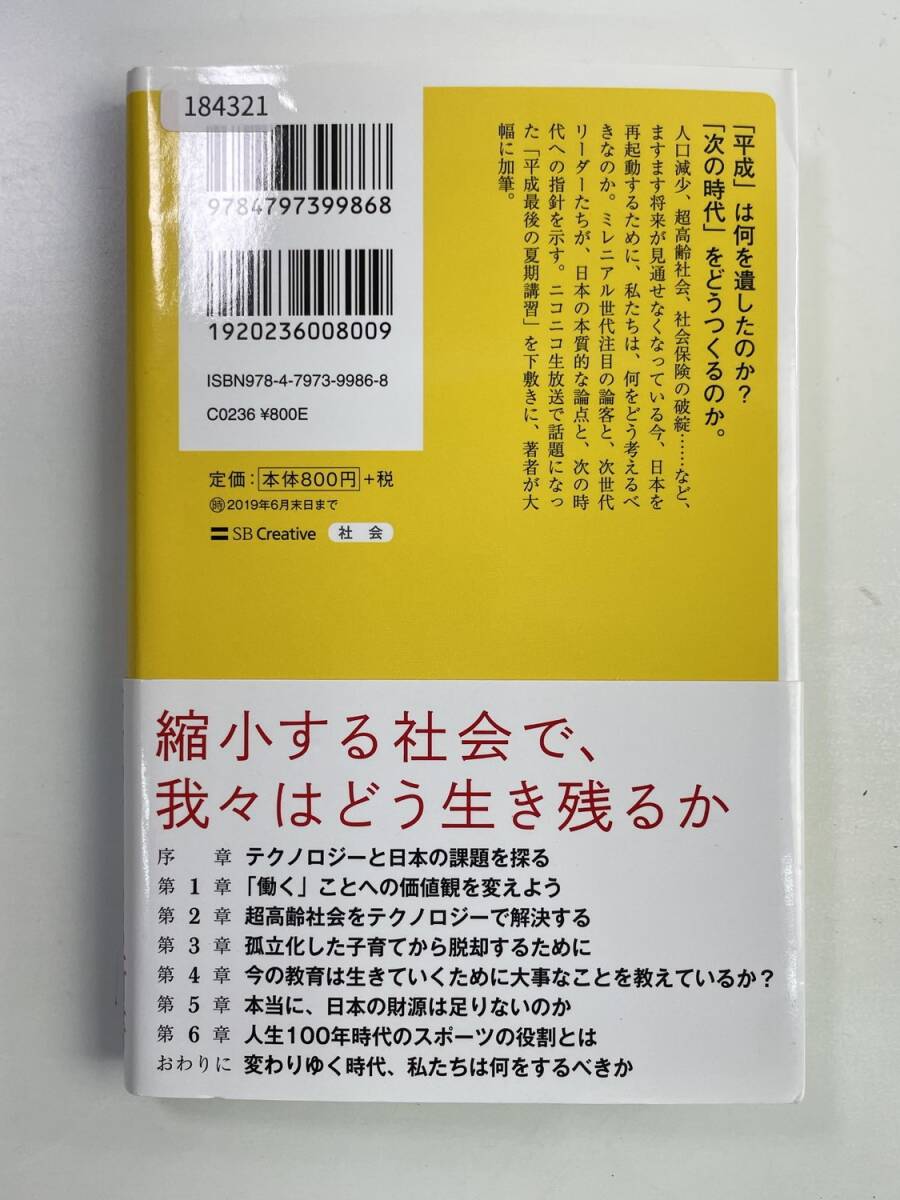 184321
9784797399868
1920236008009
ISBN978-4-7973-9986-8
C0236 ¥800E
定価:本体800円+税
時2019年6月末日まで
SB Creative 社会
「平成」は何を遺したのか?
「次の時代」をどうつくるのか。
人口減少、超高齢社会、社会保険の破綻……など、
ますます将来が見通せなくなっている今、日本を
再起動するために、私たちは、何をどう考えるべ
きなのか。ミレニアル世代注目の論客と、次世代
リーダーたちが、日本の本質的な論点と、次の時
代への指針を示す。ニコニコ生放送で話題になっ
た「平成最後の夏期講習」を下敷きに、著者が大
幅に加筆。
縮小する社会で、
我々はどう生き残るか
序章 テクノロジーと日本の課題を探る
第1章 「働く」ことへの価値観を変えよう
第2章 超高齢社会をテクノロジーで解決する
第3章 孤立化した子育てから脱却するために
第4章 今の教育は生きていくために大事なことを教えているか?
第5章 本当に、日本の財源は足りないのか
第6章 人生100年時代のスポーツの役割とは
おわりに 変わりゆく時代、私たちは何をするべきか